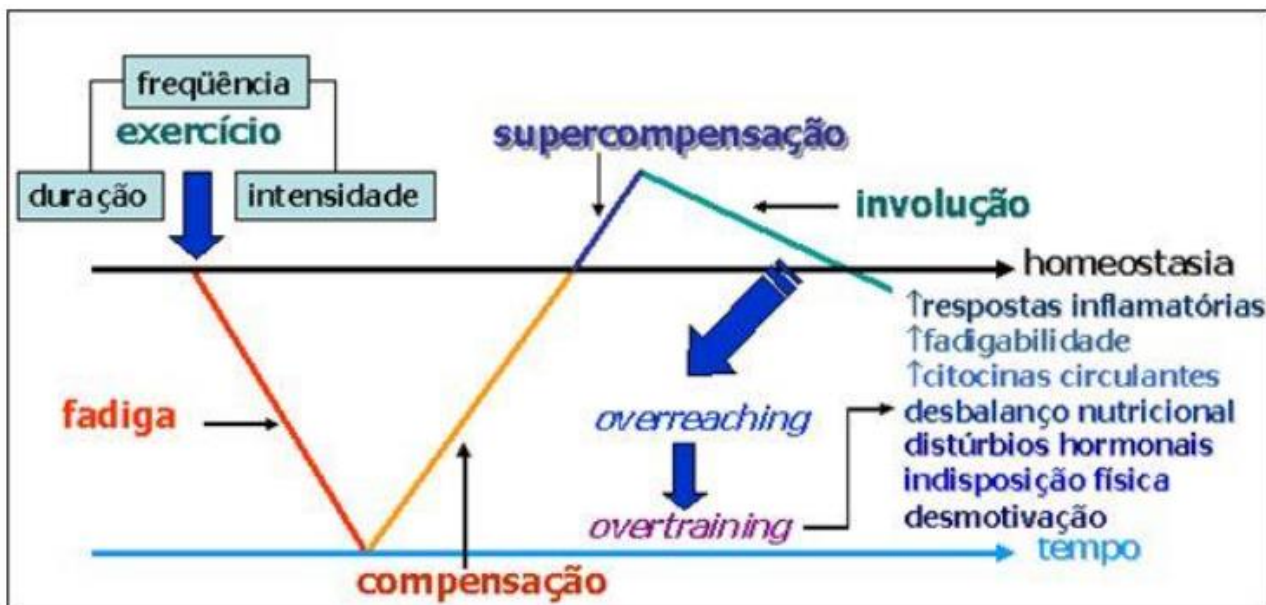 freqüência
exercício
duração
intensidade
supercompensação
involução
homeostasia
↑respostas inflamatórias
↑fadigabilidade
↑citocinas circulantes
desbalanço nutricional
distúrbios hormonais
indisposição física
desmotivação
fadiga
overreaching
overtraining
tempo
compensação